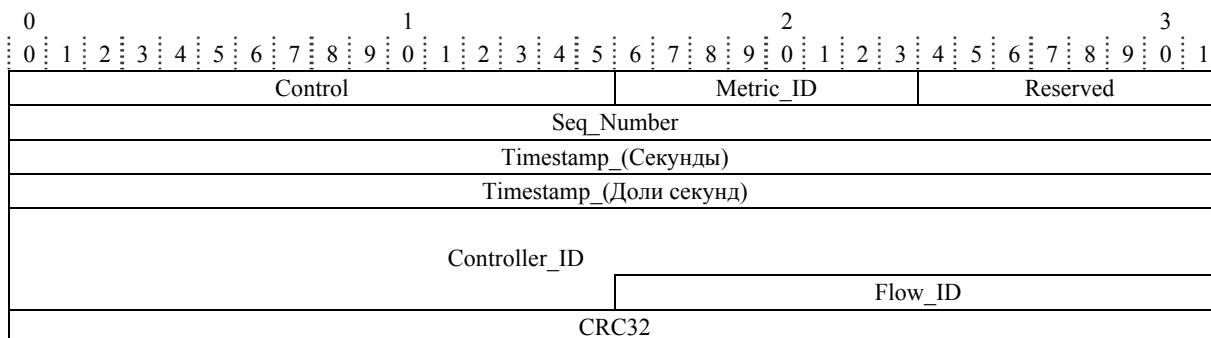 0 1 2 3
0 1 2 3 4 5 6 7 8 9 0 1 2 3 4 5 6 7 8 9 0 1 2 3 4 5 6 7 8 9 0 1
Control Metric_ID Reserved
Seq_Number
Timestamp_(Секунды)
Timestamp_(Доли секунд)
Controller_ID
Flow_ID
CRC32